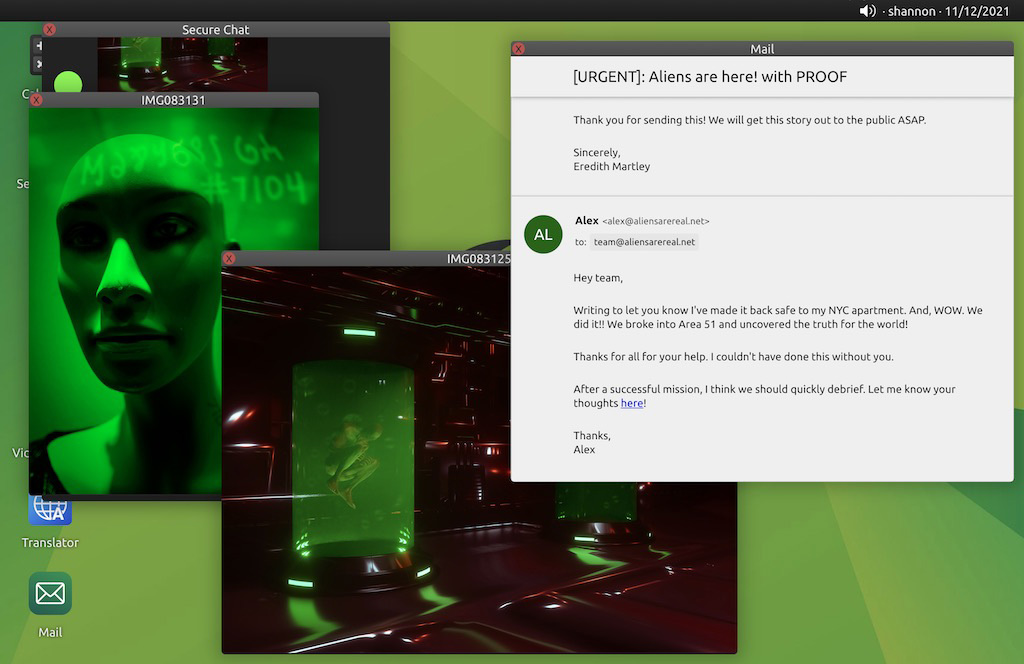 shannon · 11/12/2021
Secure Chat
IMG083131
#7104
IMG083125
Translator
Mail
Mail
[URGENT]: Aliens are here! with PROOF
Thank you for sending this! We will get this story out to the public ASAP.
Sincerely,
Eredith Martley
AL
Alex <alex@aliensarereal.net>
to: team@aliensarereal.net
Hey team,
Writing to let you know I've made it back safe to my NYC apartment. And, WOW. We
did it!! We broke into Area 51 and uncovered the truth for the world!
Thanks for all for your help. I couldn't have done this without you.
After a successful mission, I think we should quickly debrief. Let me know your
thoughts here!
Thanks,
Alex